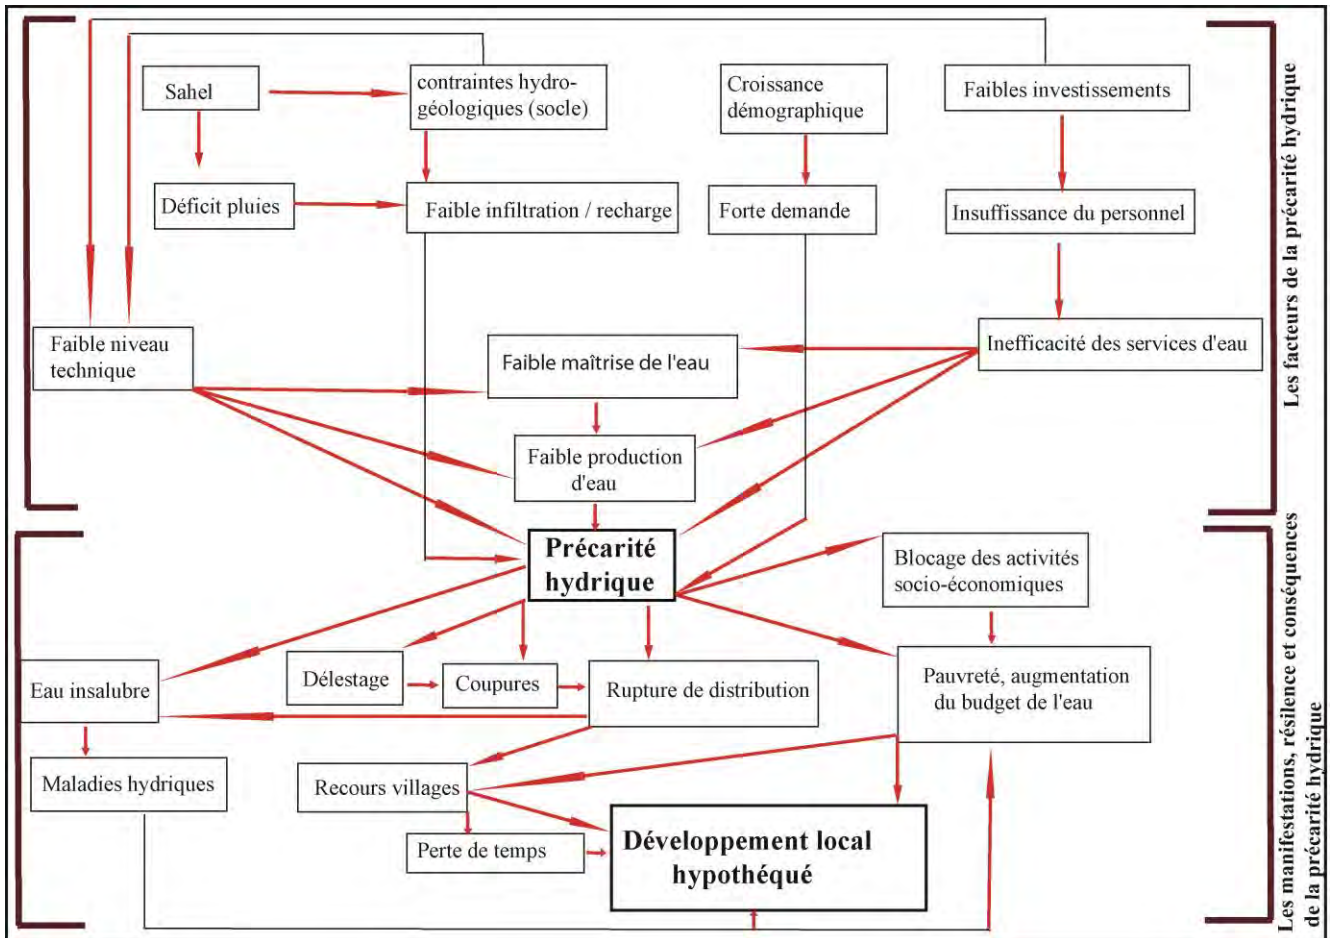 Sahel
contraintes hydro-
géologiques (socle)
Croissance
démographique
Faibles investissements
Déficit pluies
Faible infiltration / recharge
Forte demande
Insuffissance du personnel
Faible niveau
technique
Faible maîtrise de l'eau
Inefficacité des services d'eau
Faible production
d'eau
Les facteurs de la précarité hydrique
Précarité
hydrique
Blocage des activités
socio-économiques
Eau insalubre
Délestage
Coupures
Rupture de distribution
Pauvreté, augmentation
du budget de l'eau
Maladies hydriques
Recours villages
Perte de temps
Développement local
hypothéqué
Les manifestations, résilence et conséquences
de la précarité hydrique